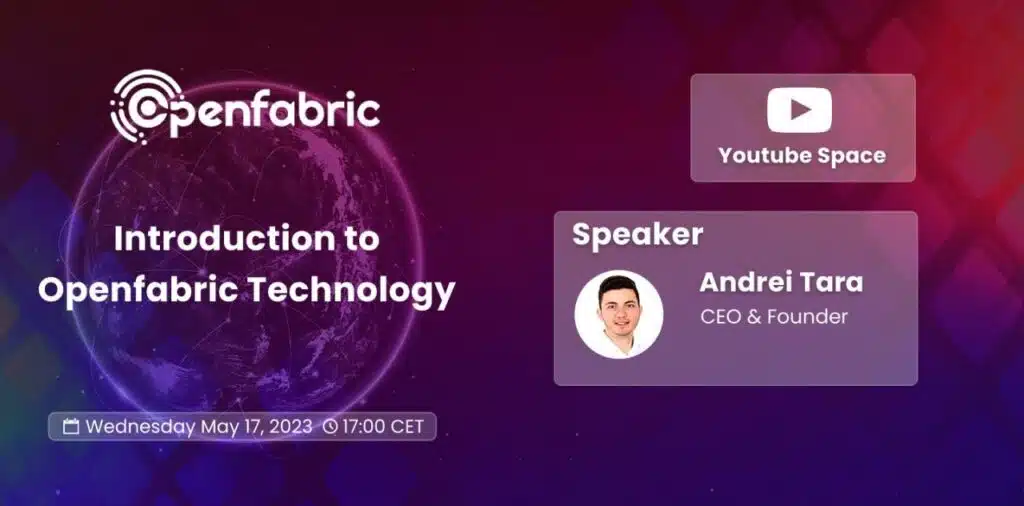 Openfabric
Introduction to
Openfabric Technology
Wednesday May 17, 2023 17:00 CET
Youtube Space
Speaker
Andrei Tara
CEO & Founder